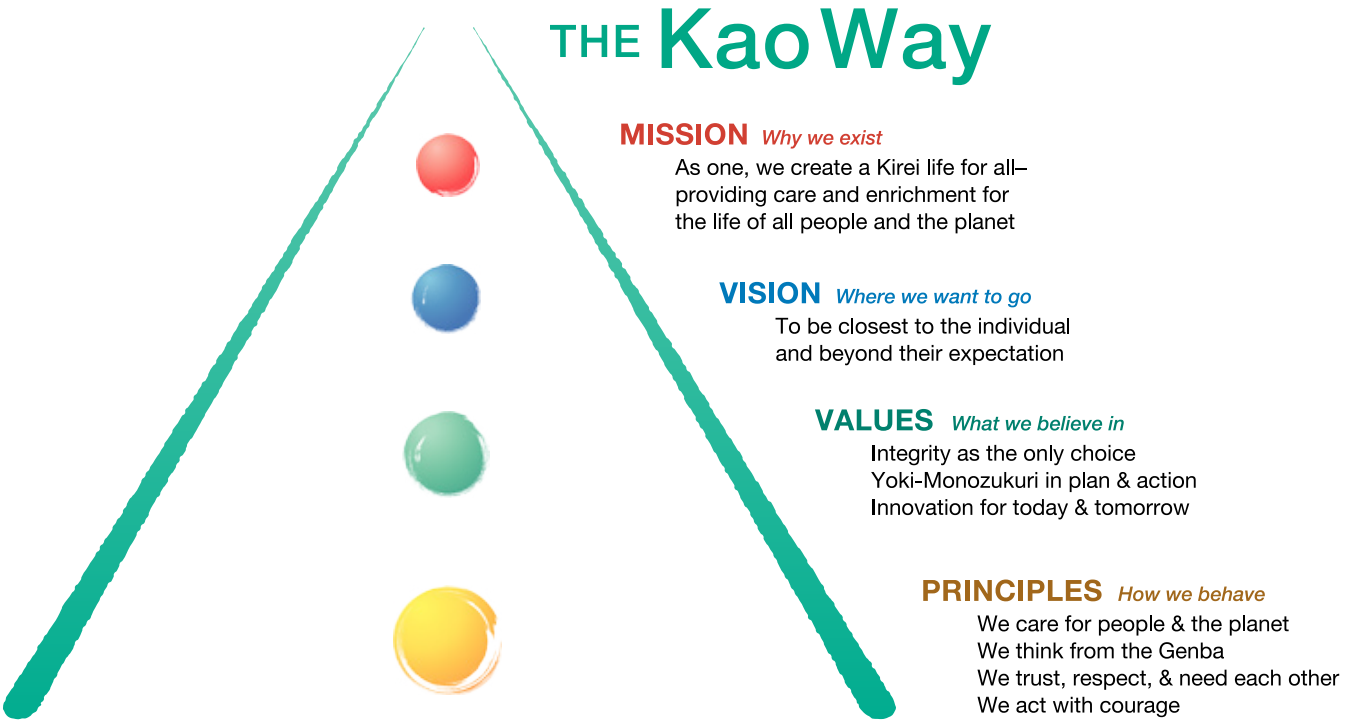 THE Kao Way
MISSION Why we exist
As one, we create a Kirei life for all–
providing care and enrichment for
the life of all people and the planet
VISION Where we want to go
To be closest to the individual
and beyond their expectation
VALUES What we believe in
Integrity as the only choice
Yoki-Monozukuri in plan & action
Innovation for today & tomorrow
PRINCIPLES How we behave
We care for people & the planet
We think from the Genba
We trust, respect, & need each other
We act with courage